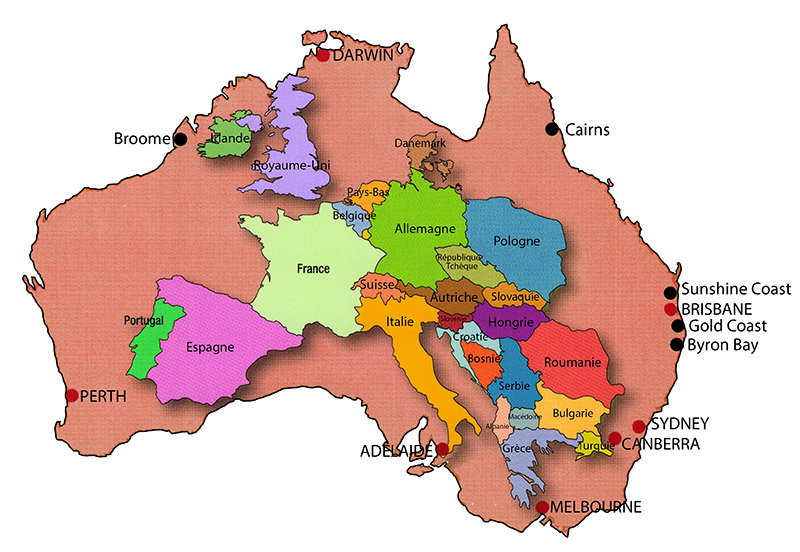 DARWIN
Cairns
Broome
Irlande
Danemark
Royaume-Uni
Pays-Bas
Belgique
Allemagne
Pologne
République
Tchèque
France
Suisse
Autriche
Slovaquie
Sunshine Coast
BRISBANE
Gold Coast
Byron Bay
Portugal
Espagne
Italie
Slovénie
Hongrie
Croatie
Bosnie
Roumanie
Serbie
PERTH
Bulgarie
Macédoine
Albanie
SYDNEY
CANBERRA
Turquie
Grèce
ADELAIDE
MELBOURNE